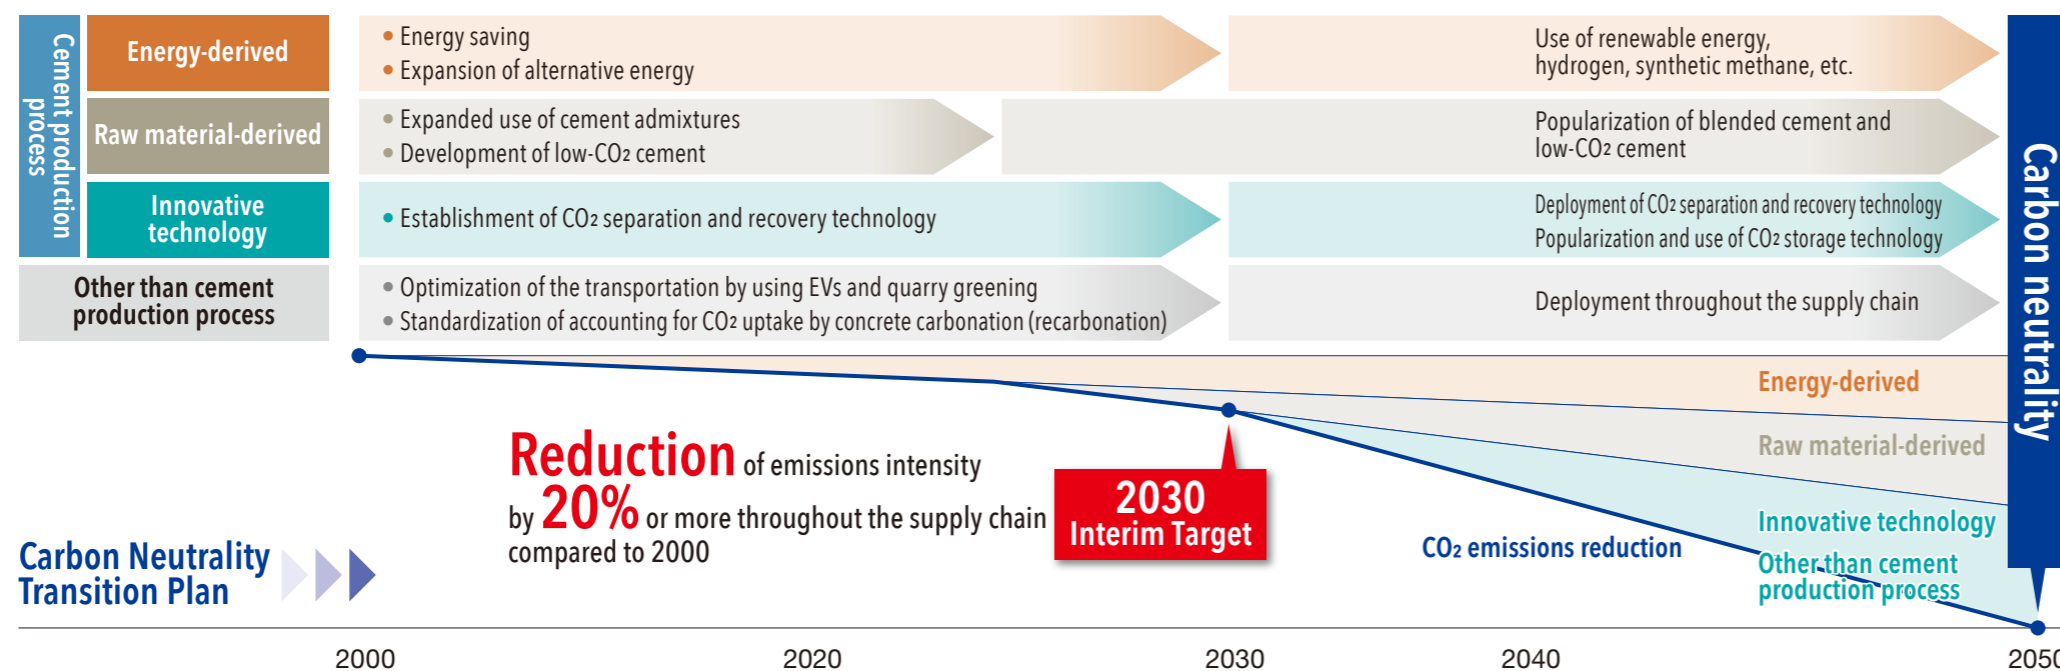 Cement production
process
Energy-derived
• Energy saving
• Expansion of alternative energy
Use of renewable energy,
hydrogen, synthetic methane, etc.
Raw material-derived
• Expanded use of cement admixtures
• Development of low-CO2 cement
Popularization of blended cement and
low-CO2 cement
Innovative
technology
• Establishment of CO2 separation and recovery technology
Deployment of CO2 separation and recovery technology
Popularization and use of CO2 storage technology
Other than cement
production process
• Optimization of the transportation by using EVs and quarry greening
• Standardization of accounting for CO2 uptake by concrete carbonation (recarbonation)
Deployment throughout the supply chain
Carbon neutrality
Energy-derived
Raw material-derived
Innovative technology
Other than cement
production process
CO2 emissions reduction
Reduction of emissions intensity
by 20% or more throughout the supply chain
compared to 2000
2030
Interim Target
Carbon Neutrality
Transition Plan
2000
2020
2030
2040
2050